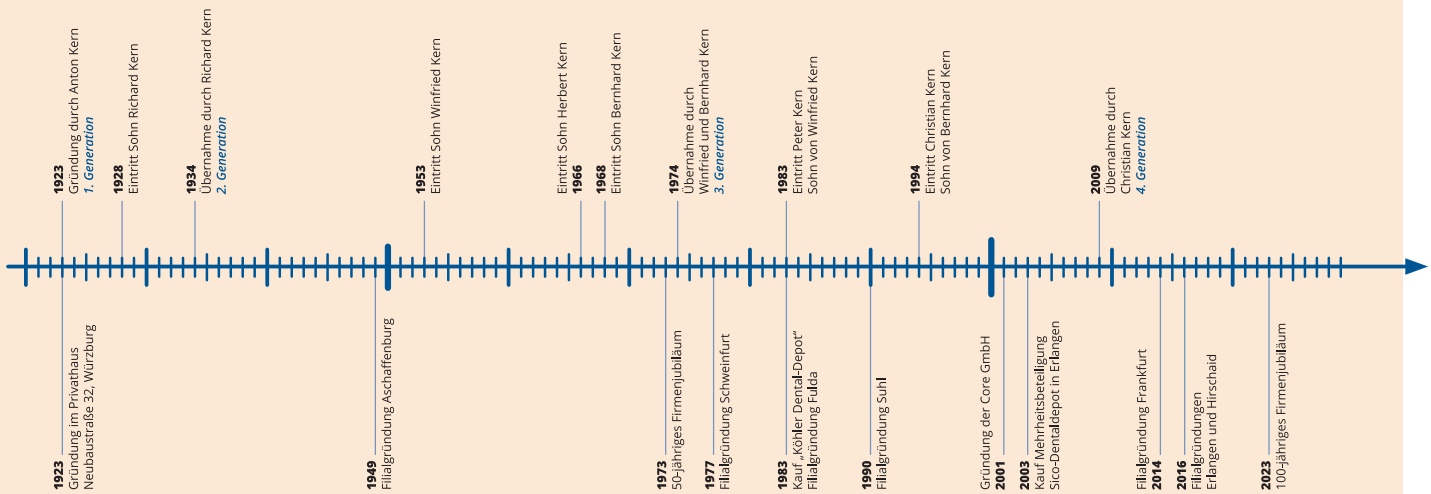 1923
Gründung durch Anton Kern
1. Generation
1928
Eintritt Sohn Richard Kern
1934
Übernahme durch Richard Kern
2. Generation
1953
Eintritt Sohn Winfried Kern
Eintritt Sohn Herbert Kern
1966
1968
Eintritt Sohn Bernhard Kern
1974
Übernahme durch
Winfried und Bernhard Kern
3. Generation
1983
Eintritt Peter Kern
Sohn von Winfried Kern
1994
Eintritt Christian Kern
Sohn von Bernhard Kern
2009
Übernahme durch
Christian Kern
4. Generation
1923
Gründung im Privathaus
Neubaustraße 32, Würzburg
1949
Filialgründung Aschaffenburg
1973
50-jähriges Firmenjubiläum
1977
Filialgründung Schweinfurt
1983
Kauf „Köhler Dental-Depot“
Filialgründung Fulda
1990
Filialgründung Suhl
Gründung der Core GmbH
2001
2003
Kauf Mehrheitsbeteiligung
Sico-Dentaldepot in Erlangen
Filialgründung Frankfurt
2014
2016
Filialgründungen
Erlangen und Hirschaid
2023
100-jähriges Firmenjubiläum